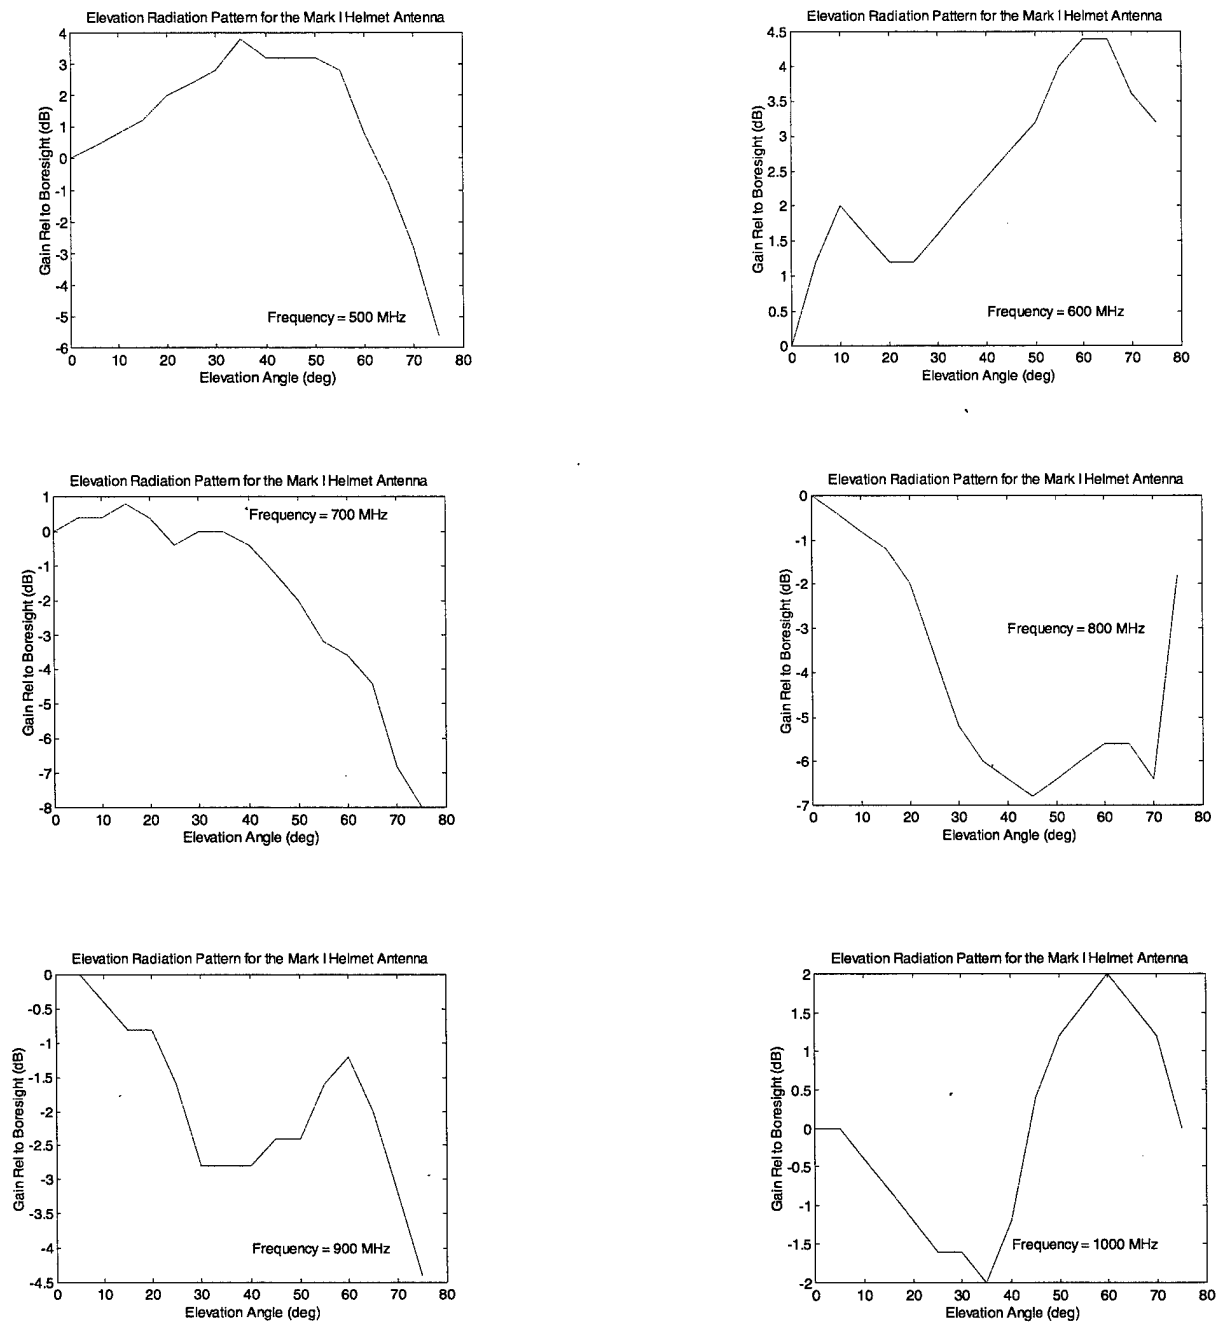 Elevation Radiation Pattern for the Mark I Helmet Antenna
4
3
2
1
0
-1
-2
-3
-4
-5
-6
Gain Rel to Boresight (dB)
Frequency = 500 MHz
0 10 20 30 40 50 60 70 80
Elevation Angle (deg)
Elevation Radiation Pattern for the Mark I Helmet Antenna
4.5
4
3.5
3
2.5
2
1.5
1
0.5
0
Gain Rel to Boresight (dB)
Frequency = 600 MHz
0 10 20 30 40 50 60 70 80
Elevation Angle (deg)
Elevation Radiation Pattern for the Mark I Helmet Antenna
1
0
-1
-2
-3
-4
-5
-6
-7
-8
Gain Rel to Boresight (dB)
Frequency = 700 MHz
0 10 20 30 40 50 60 70 80
Elevation Angle (deg)
Elevation Radiation Pattern for the Mark I Helmet Antenna
0
-1
-2
-3
-4
-5
-6
-7
Gain Rel to Boresight (dB)
Frequency = 800 MHz
0 10 20 30 40 50 60 70 80
Elevation Angle (deg)
Elevation Radiation Pattern for the Mark I Helmet Antenna
0
-0.5
-1
-1.5
-2
-2.5
-3
-3.5
-4
-4.5
Gain Rel to Boresight (dB)
Frequency = 900 MHz
0 10 20 30 40 50 60 70 80
Elevation Angle (deg)
Elevation Radiation Pattern for the Mark I Helmet Antenna
2
1.5
1
0.5
0
-0.5
-1
-1.5
-2
Gain Rel to Boresight (dB)
Frequency = 1000 MHz
0 10 20 30 40 50 60 70 80
Elevation Angle (deg)